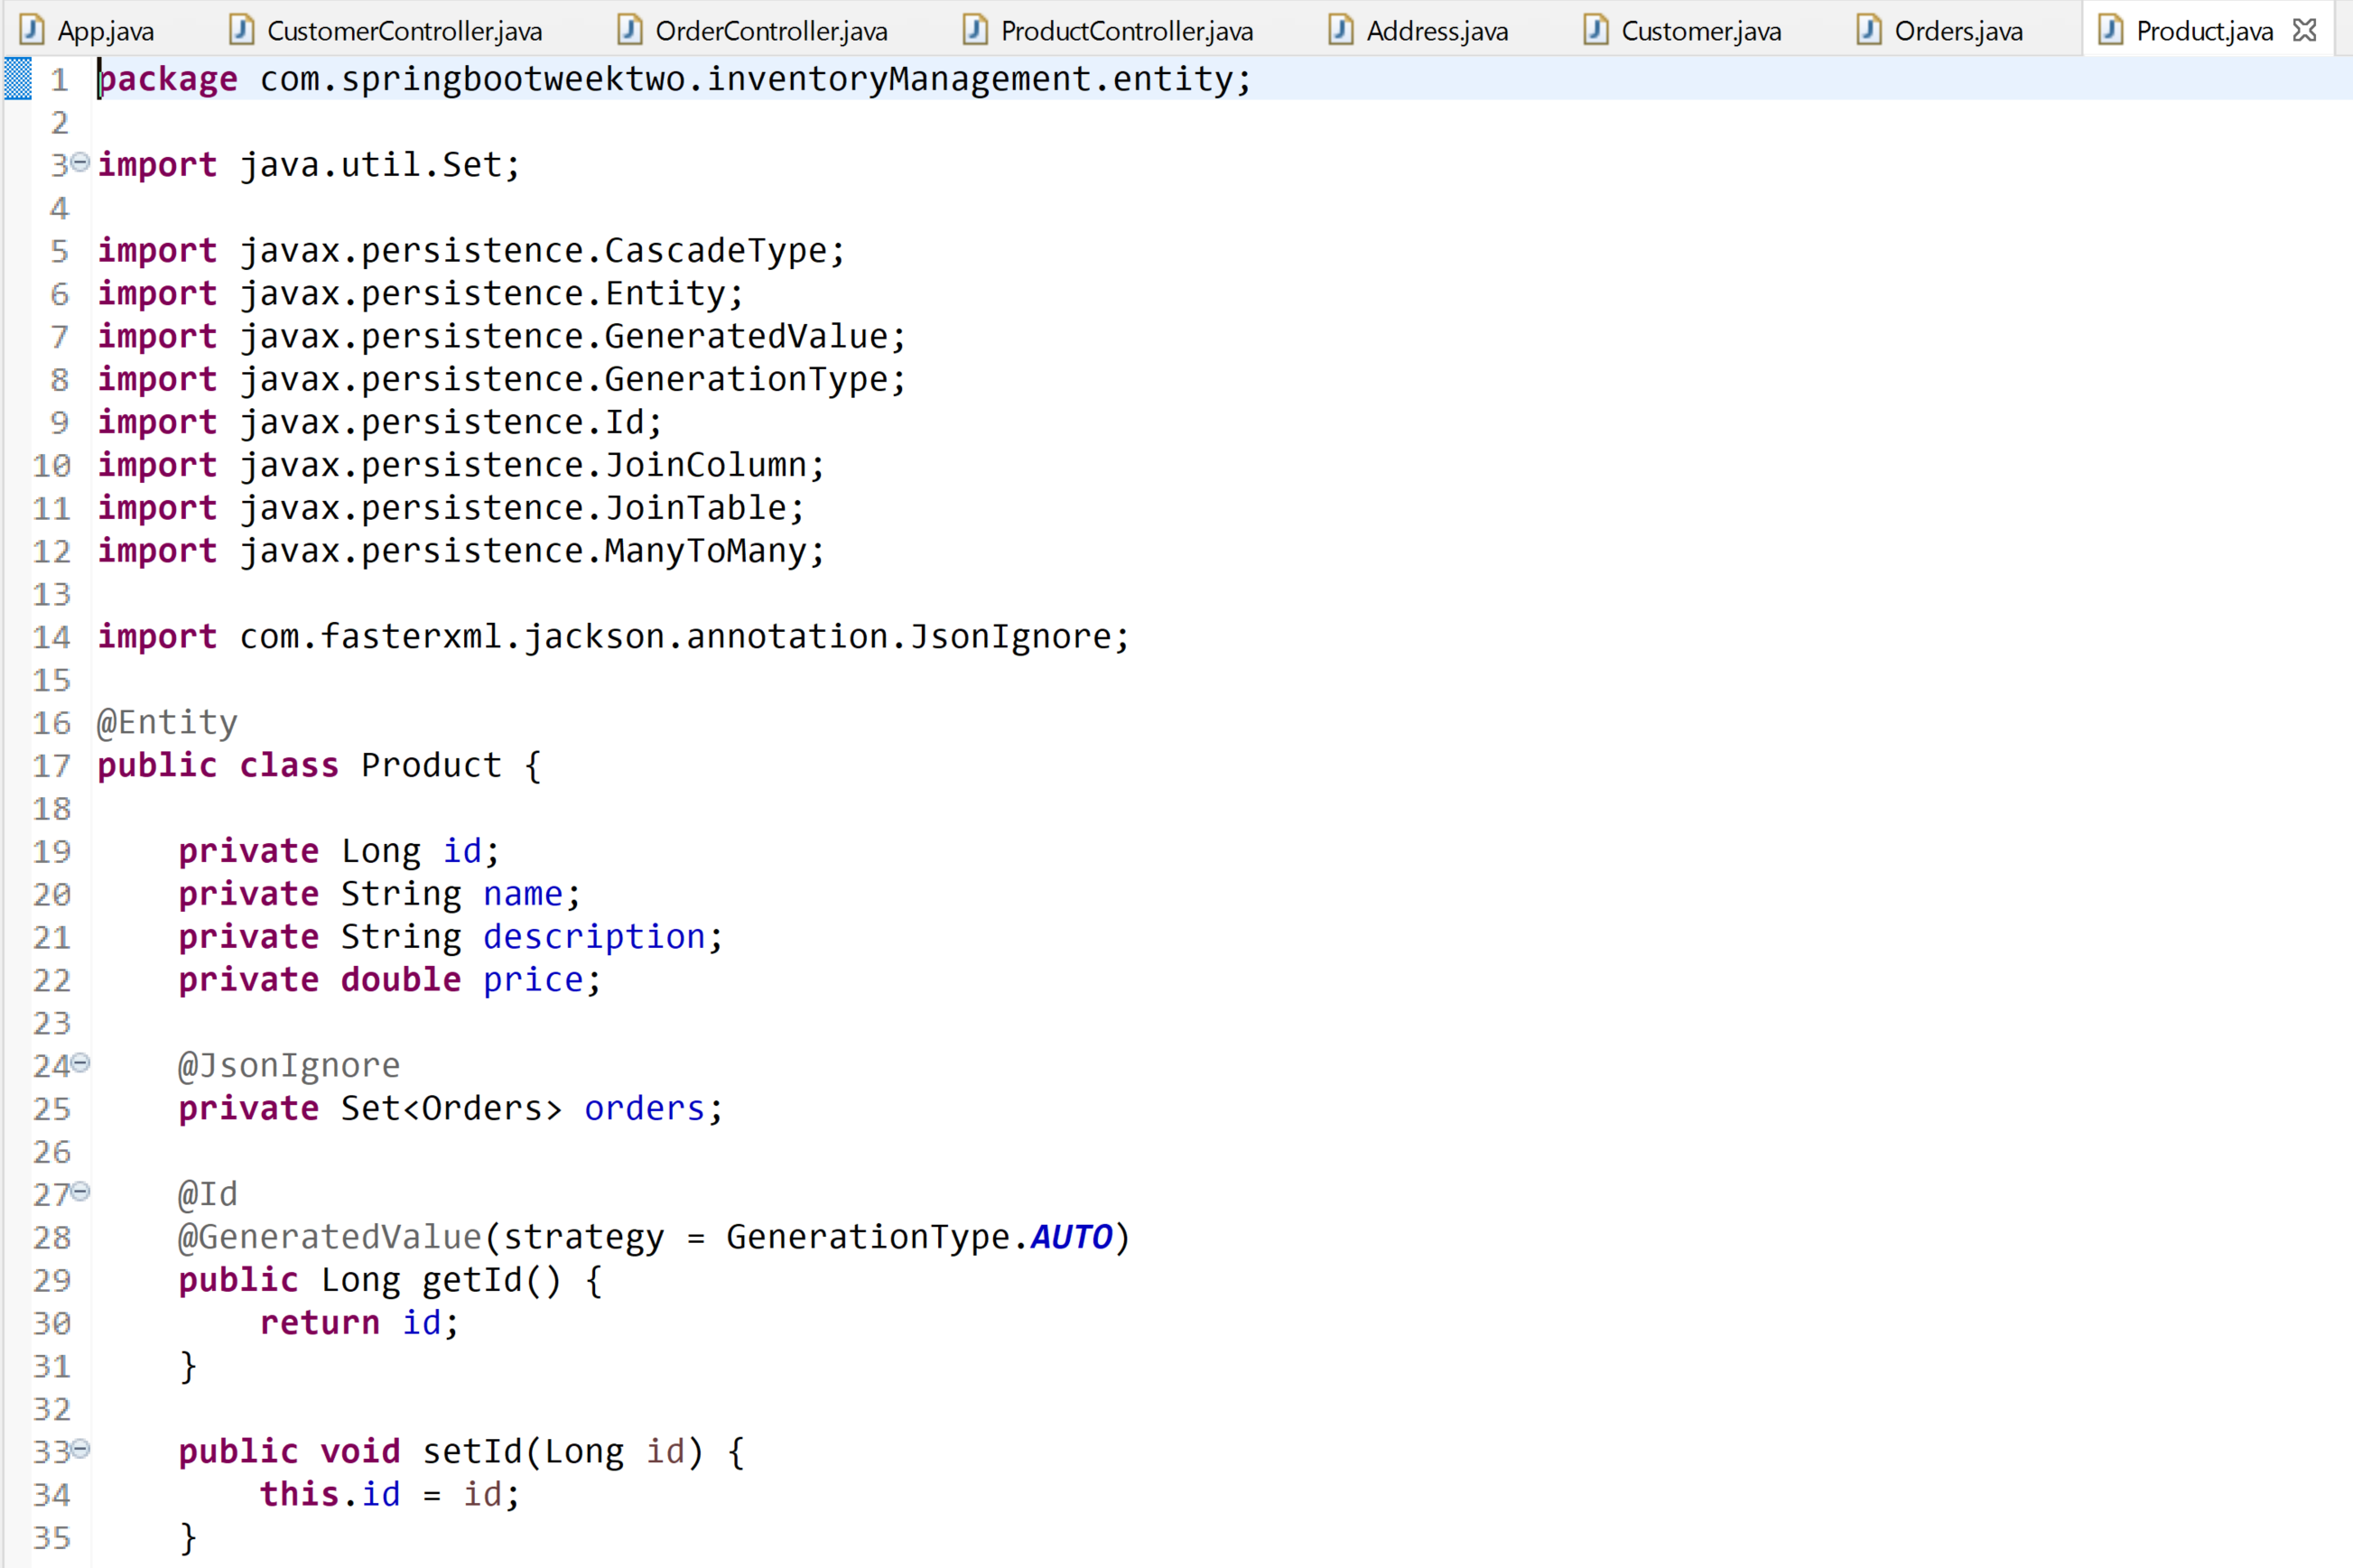 App.java CustomerController.java OrderController.java ProductController.java Address.java Customer.java Orders.java Product.java
1 package com.springbootweektwo.inventoryManagement.entity;
2
3 import java.util.Set;
4
5 import javax.persistence.CascadeType;
6 import javax.persistence.Entity;
7 import javax.persistence.GeneratedValue;
8 import javax.persistence.GenerationType;
9 import javax.persistence.Id;
10 import javax.persistence.JoinColumn;
11 import javax.persistence.JoinTable;
12 import javax.persistence.ManyToMany;
13
14 import com.fasterxml.jackson.annotation.JsonIgnore;
15
16 @Entity
17 public class Product {
18
19     private Long id;
20     private String name;
21     private String description;
22     private double price;
23
24     @JsonIgnore
25     private Set<Orders> orders;
26
27     @Id
28     @GeneratedValue(strategy = GenerationType.AUTO)
29     public Long getId() {
30         return id;
31     }
32
33     public void setId(Long id) {
34         this.id = id;
35     }